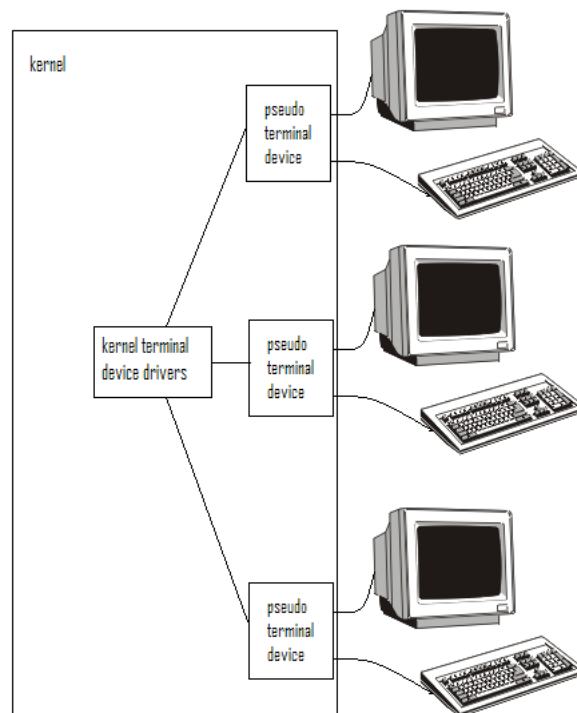 kernel
pseudo
terminal
device
kernel terminal
device drivers
pseudo
terminal
device
pseudo
terminal
device